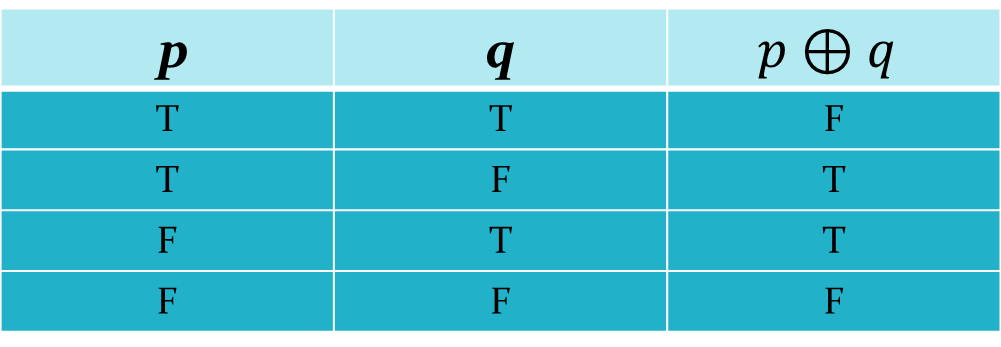 p q p ⊕ q
T T F
T F T
F T T
F F F